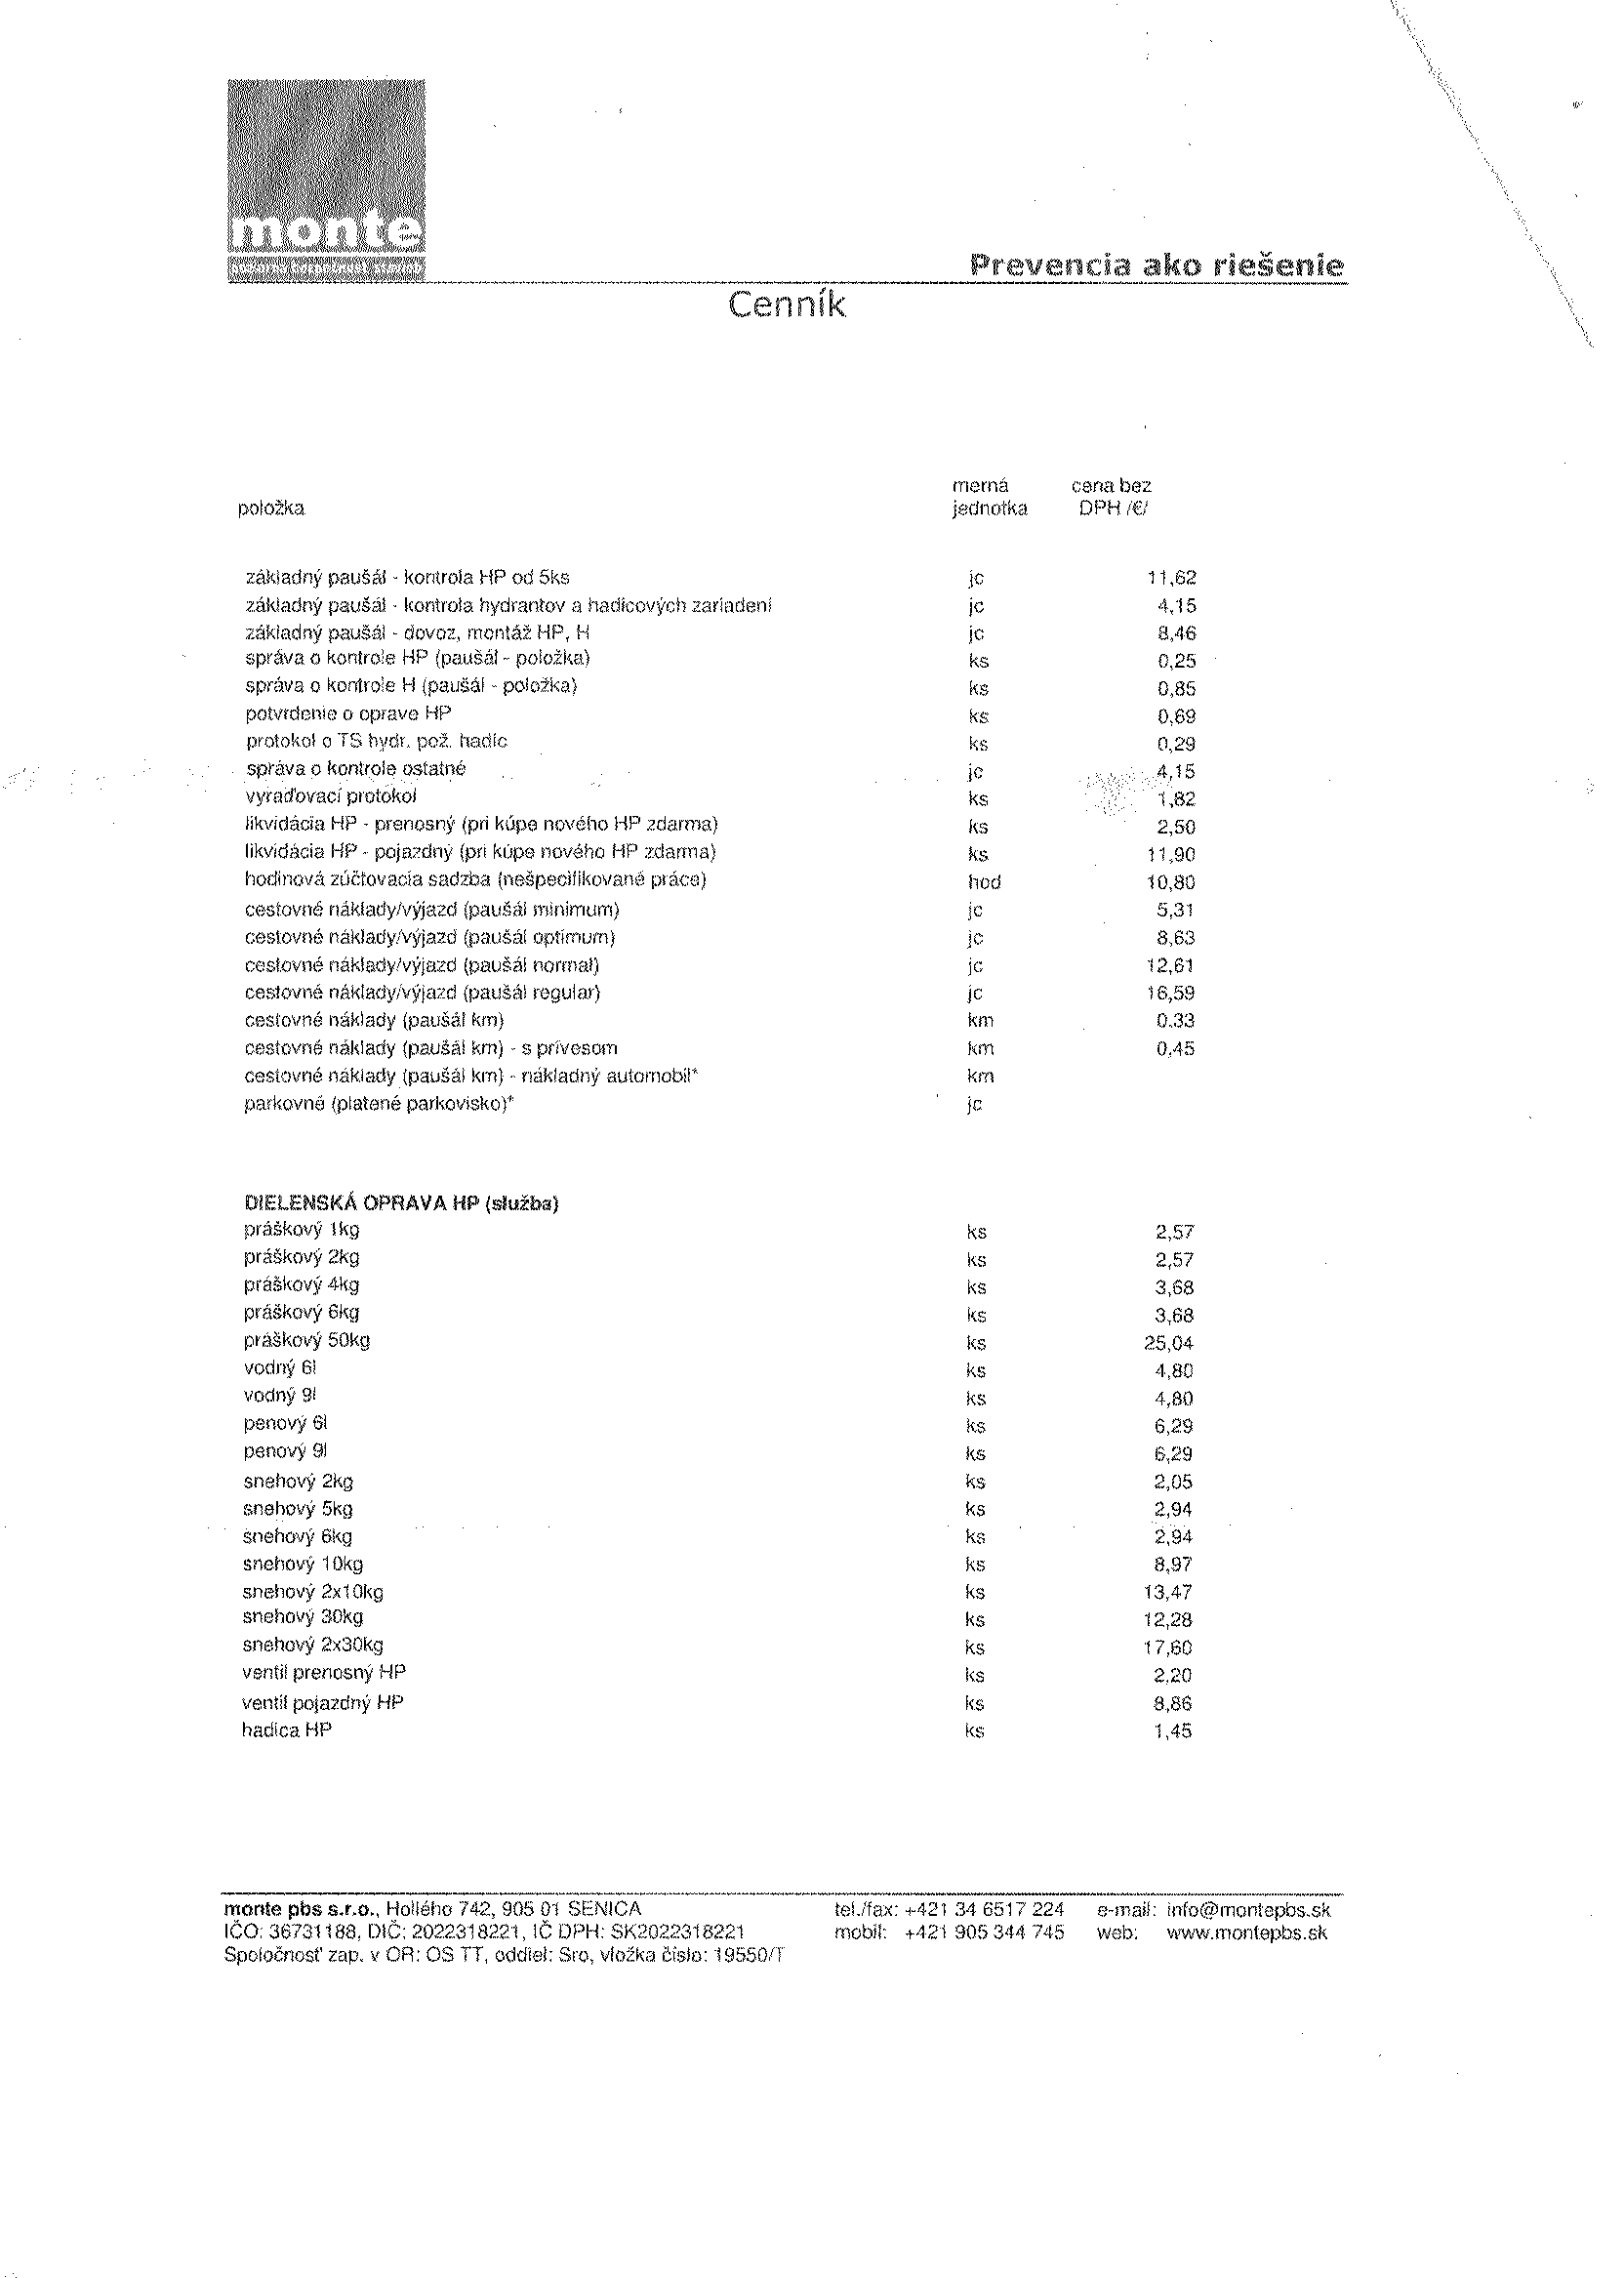 monte
Prevencia ako riešenie
Cenník
položka merná jednotka cena bez DPH /€/
základný paušál - kontrola HP od 5ks jc 11,62
základný paušál - kontrola hydrantov a hadicových zariadení jc 4,15
základný paušál - dovoz, montáž HP, H jc 8,46
správa o kontrole HP (paušál - položka) ks 0,25
správa o kontrole H (paušál - položka) ks 0,85
potvrdenie o oprave HP ks 0,69
protokol o TS hydr. pož. hadíc ks 0,29
správa o kontrole ostatné jc 4,15
vyraďovací protokol ks 1,82
likvidácia HP - prenosný (pri kúpe nového HP zdarma) ks 2,50
likvidácia HP - pojazdný (pri kúpe nového HP zdarma) ks 11,90
hodinová zúčtovacia sadzba (nešpecifikované práce) hod 10,80
cestovné náklady/výjazd (paušál minimum) jc 5,31
cestovné náklady/výjazd (paušál optimum) jc 8,63
cestovné náklady/výjazd (paušál normal) jc 12,61
cestovné náklady/výjazd (paušál regular) jc 16,59
cestovné náklady (paušál km) km 0.33
cestovné náklady (paušál km) - s prívesom km 0,45
cestovné náklady (paušál km) - nákladný automobil* km
parkovné (platené parkovisko)* jc
DIELENSKÁ OPRAVA HP (služba)
práškový 1kg ks 2,57
práškový 2kg ks 2,57
práškový 4kg ks 3,68
práškový 6kg ks 3,68
práškový 50kg ks 25,04
vodný 6l ks 4,80
vodný 9l ks 4,80
penový 6l ks 6,29
penový 9l ks 6,29
snehový 2kg ks 2,05
snehový 5kg ks 2,94
snehový 6kg ks 2,94
snehový 10kg ks 8,97
snehový 2x10kg ks 13,47
snehový 30kg ks 12,28
snehový 2x30kg ks 17,60
ventil prenosný HP ks 2,20
ventil pojazdný HP ks 8,86
hadica HP ks 1,45
monte pbs s.r.o., Hollého 742, 905 01 SENICA tel./fax: +421 34 6517 224 e-mail: info@montepbs.sk
IČO: 36731188, DIČ: 2022318221, IČ DPH: SK2022318221 mobil: +421 905 344 745 web: www.montepbs.sk
Spoločnosť zap. v OR: OS TT, oddiel: Sro, vložka číslo: 19550/T